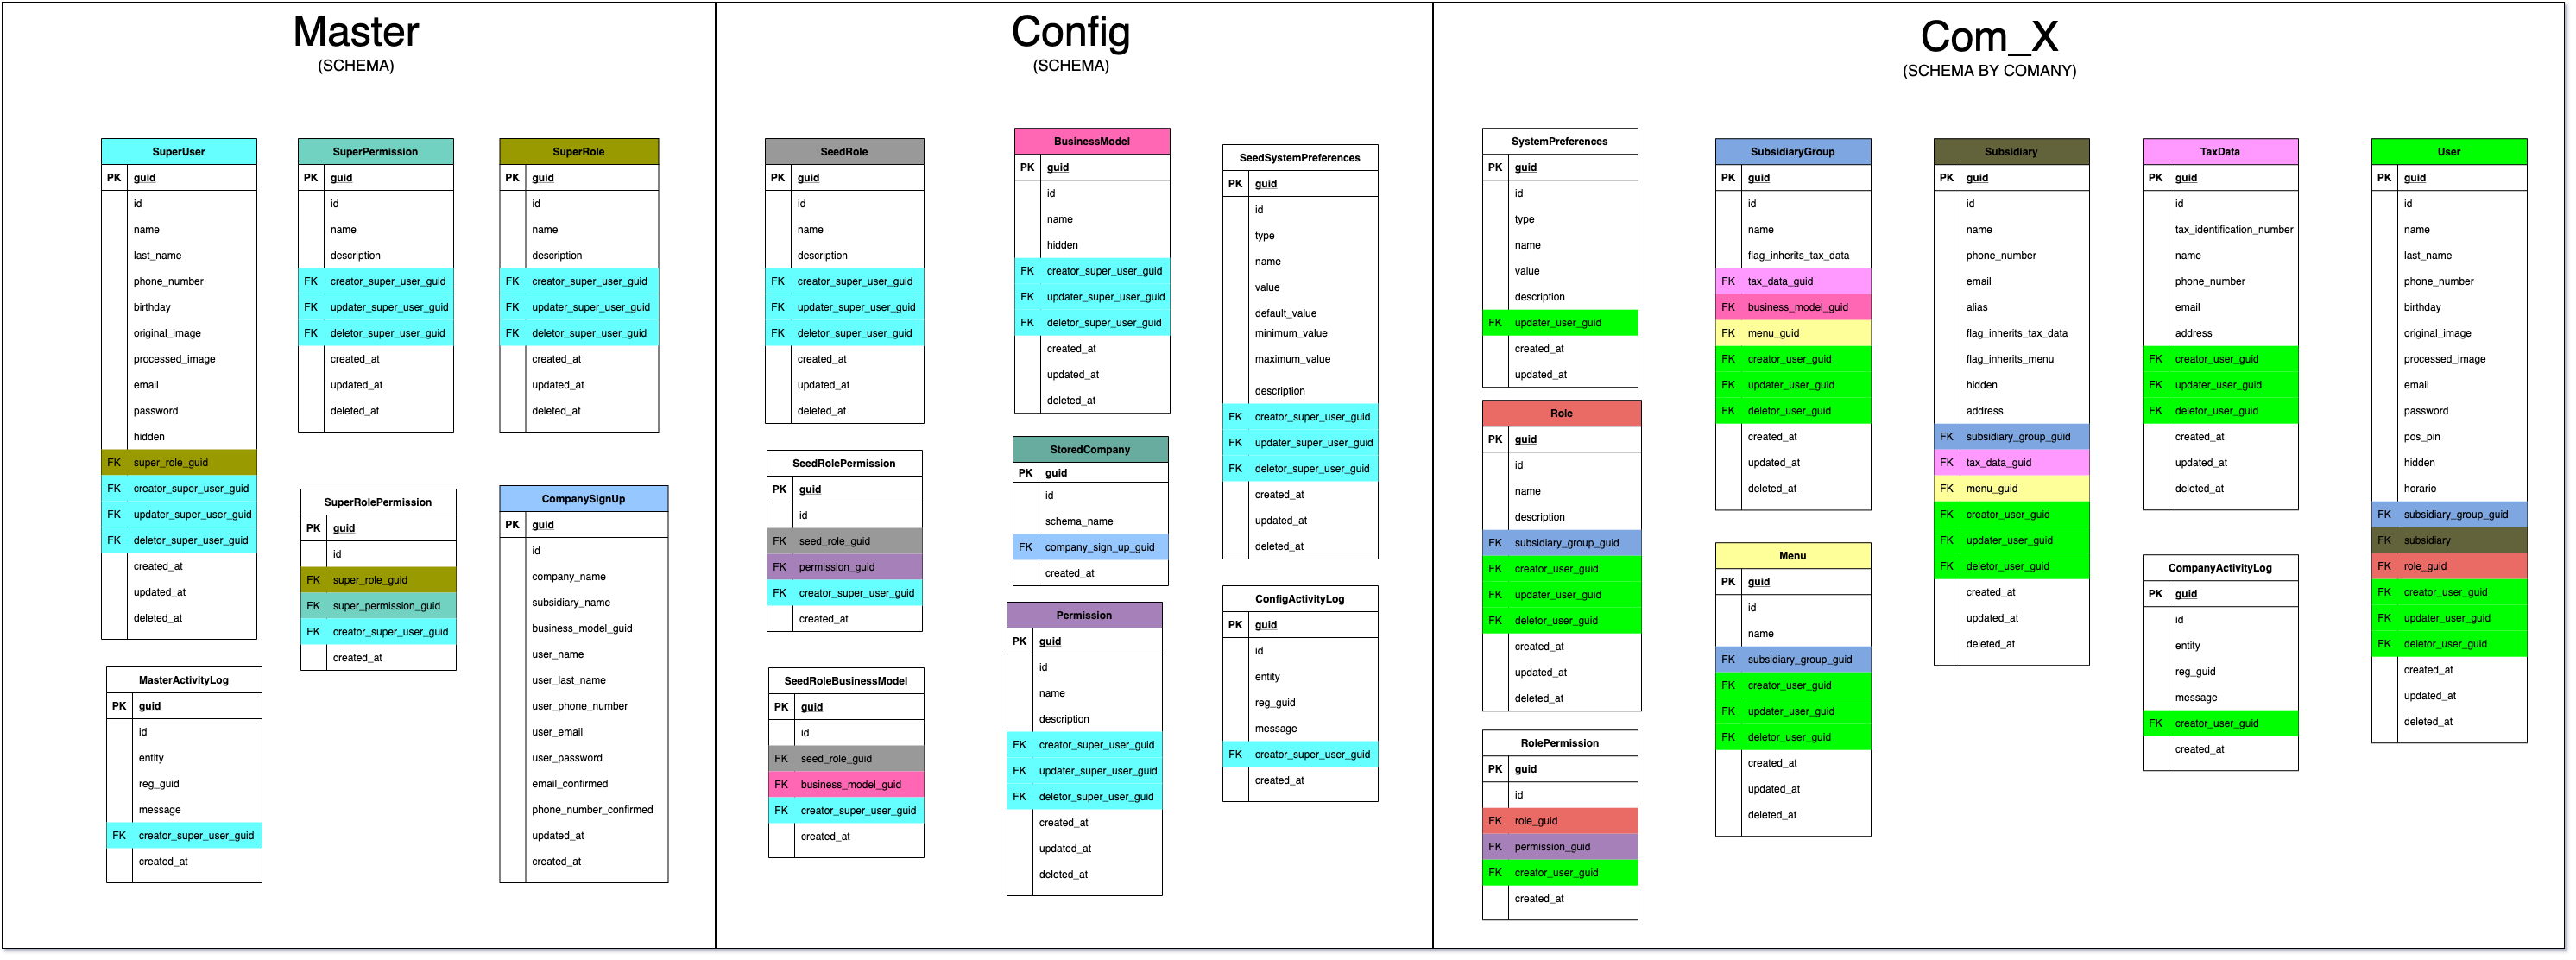 Master
(SCHEMA)
SuperUser
PK guid
id
name
last_name
phone_number
birthday
original_image
processed_image
email
password
hidden
FK super_role_guid
FK creator_super_user_guid
FK updater_super_user_guid
FK deletor_super_user_guid
created_at
updated_at
deleted_at
MasterActivityLog
PK guid
id
entity
reg_guid
message
FK creator_super_user_guid
created_at
SuperPermission
PK guid
id
name
description
FK creator_super_user_guid
FK updater_super_user_guid
FK deletor_super_user_guid
created_at
updated_at
deleted_at
SuperRolePermission
PK guid
id
FK super_role_guid
FK super_permission_guid
FK creator_super_user_guid
created_at
SuperRole
PK guid
id
name
description
FK creator_super_user_guid
FK updater_super_user_guid
FK deletor_super_user_guid
created_at
updated_at
deleted_at
CompanySignUp
PK guid
id
company_name
subsidiary_name
business_model_guid
user_name
user_last_name
user_phone_number
user_email
user_password
email_confirmed
phone_number_confirmed
updated_at
created_at
Config
(SCHEMA)
SeedRole
PK guid
id
name
description
FK creator_super_user_guid
FK updater_super_user_guid
FK deletor_super_user_guid
created_at
updated_at
deleted_at
SeedRolePermission
PK guid
id
FK seed_role_guid
FK permission_guid
FK creator_super_user_guid
created_at
SeedRoleBusinessModel
PK guid
id
FK seed_role_guid
FK business_model_guid
FK creator_super_user_guid
created_at
BusinessModel
PK guid
id
name
hidden
FK creator_super_user_guid
FK updater_super_user_guid
FK deletor_super_user_guid
created_at
updated_at
deleted_at
StoredCompany
PK guid
id
schema_name
FK company_sign_up_guid
created_at
Permission
PK guid
id
name
description
FK creator_super_user_guid
FK updater_super_user_guid
FK deletor_super_user_guid
created_at
updated_at
deleted_at
SeedSystemPreferences
PK guid
id
type
name
value
default_value
minimum_value
maximum_value
description
FK creator_super_user_guid
FK updater_super_user_guid
FK deletor_super_user_guid
created_at
updated_at
deleted_at
ConfigActivityLog
PK guid
id
entity
reg_guid
message
FK creator_super_user_guid
created_at
Com_X
(SCHEMA BY COMANY)
SystemPreferences
PK guid
id
type
name
value
description
FK updater_user_guid
created_at
updated_at
Role
PK guid
id
name
description
FK subsidiary_group_guid
FK creator_user_guid
FK updater_user_guid
FK deletor_user_guid
created_at
updated_at
deleted_at
RolePermission
PK guid
id
FK role_guid
FK permission_guid
FK creator_user_guid
created_at
SubsidiaryGroup
PK guid
id
name
flag_inherits_tax_data
FK tax_data_guid
FK business_model_guid
FK menu_guid
FK creator_user_guid
FK updater_user_guid
FK deletor_user_guid
created_at
updated_at
deleted_at
Menu
PK guid
id
name
FK subsidiary_group_guid
FK creator_user_guid
FK updater_user_guid
FK deletor_user_guid
created_at
updated_at
deleted_at
Subsidiary
PK guid
id
name
phone_number
email
alias
flag_inherits_tax_data
flag_inherits_menu
hidden
address
FK subsidiary_group_guid
FK tax_data_guid
FK menu_guid
FK creator_user_guid
FK updater_user_guid
FK deletor_user_guid
created_at
updated_at
deleted_at
TaxData
PK guid
id
tax_identification_number
name
phone_number
email
address
FK creator_user_guid
FK updater_user_guid
FK deletor_user_guid
created_at
updated_at
deleted_at
CompanyActivityLog
PK guid
id
entity
reg_guid
message
FK creator_user_guid
created_at
User
PK guid
id
name
last_name
phone_number
birthday
original_image
processed_image
email
password
pos_pin
hidden
horario
FK subsidiary_group_guid
FK subsidiary
FK role_guid
FK creator_user_guid
FK updater_user_guid
FK deletor_user_guid
created_at
updated_at
deleted_at